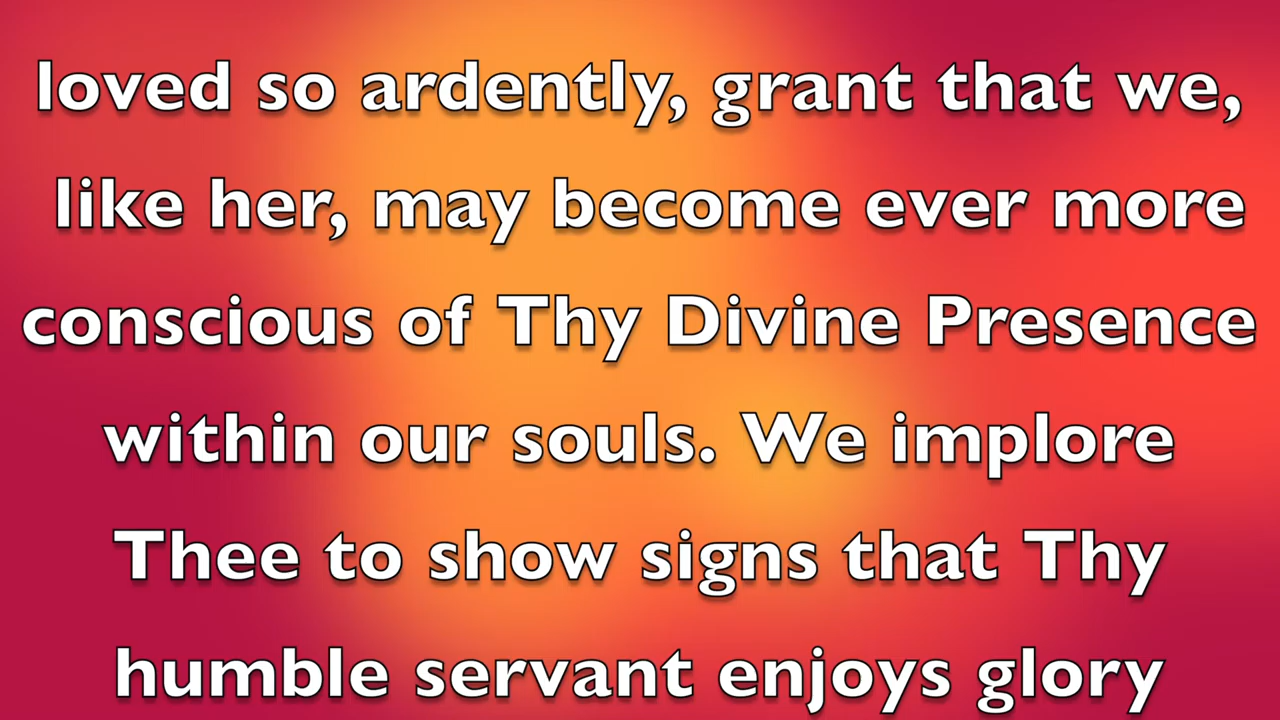 loved so ardently, grant that we,
like her, may become ever more
conscious of Thy Divine Presence
within our souls. We implore
Thee to show signs that Thy
humble servant enjoys glory